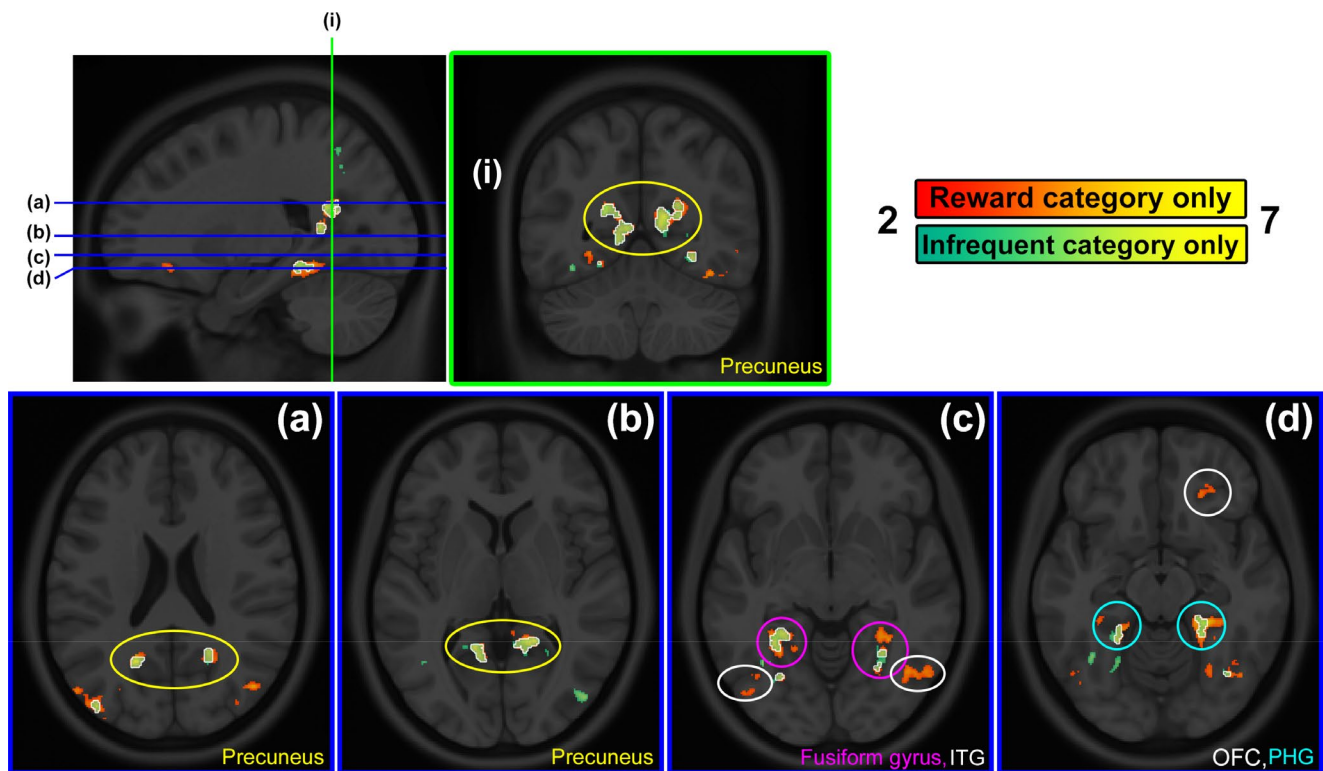 (i)
(a)
(b)
(c)
(d)
(i)
Precuneus
2
Reward category only
Infrequent category only
7
(a)
Precuneus
(b)
Precuneus
(c)
Fusiform gyrus,ITG
(d)
OFC,PHG